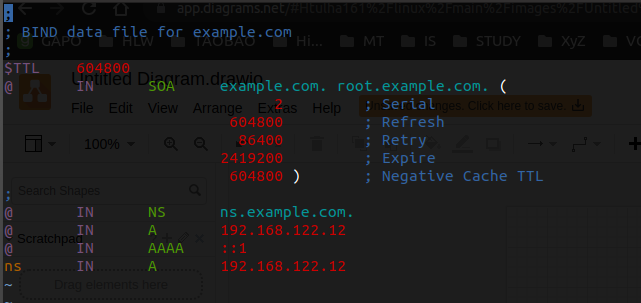 app.diagrams.net/#Htulha161%2Flinux%2Fmain%2Fimages%2FUntitled
GAPO HLW TAOBAO Hi... MT IS STUDY XyZ
;
; BIND data file for example.com
;
$TTL 604800
@ IN SOA example.com. root.example.com. (
2 ; Serial
604800 ; Refresh
86400 ; Retry
2419200 ; Expire
604800 ) ; Negative Cache TTL
;
@ IN NS ns.example.com.
@ IN A 192.168.122.12
@ IN AAAA ::1
ns IN A 192.168.122.12
~
~
Untitled Diagram.drawio
File Edit View Arrange Extras Help
Click here to save.
100%
Search Shapes
Scratchpad
Drag elements here